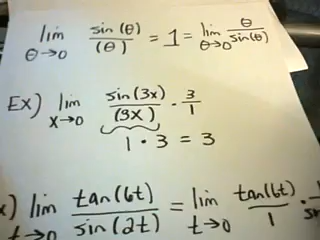 lim θ→0 sin(θ)/(θ) = 1 = lim θ→0 θ/sin(θ)
Ex) lim x→0 sin(3x)/(3x) · 3/1
1 · 3 = 3
x) lim t→0 tan(6t)/sin(2t) = lim t→0 tan(6t)/1 ·